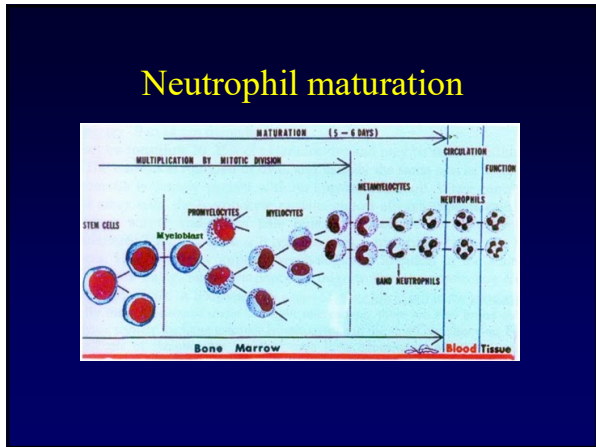 Neutrophil maturation
MATURATION (5 - 6 DAYS)
MULTIPLICATION BY MITOTIC DIVISION
CIRCULATION
FUNCTION
METAMYELOCYTES
NEUTROPHILS
PROMYELOCYTES
MYELOCYTES
STEM CELLS
Myeloblast
BAND NEUTROPHILS
Bone Marrow
Blood
Tissue